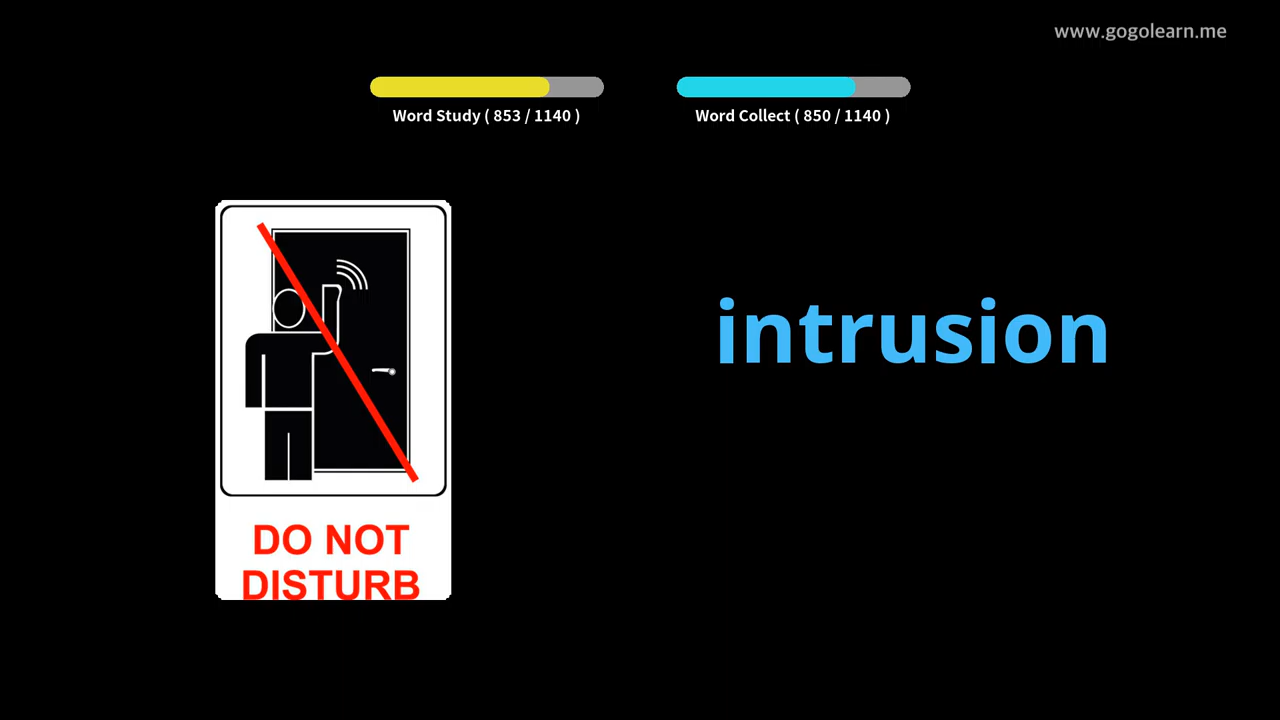 www.gogolearn.me
Word Study ( 853 / 1140 )
Word Collect ( 850 / 1140 )
intrusion
DO NOT
DISTURB